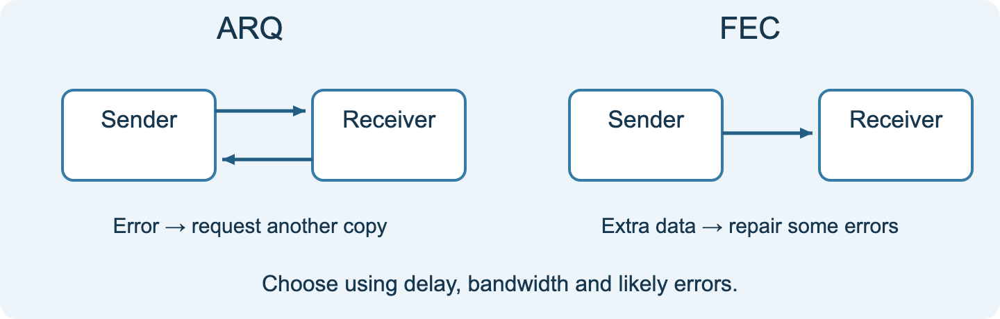 ARQ
FEC
Sender
Receiver
Sender
Receiver
Error → request another copy
Extra data → repair some errors
Choose using delay, bandwidth and likely errors.